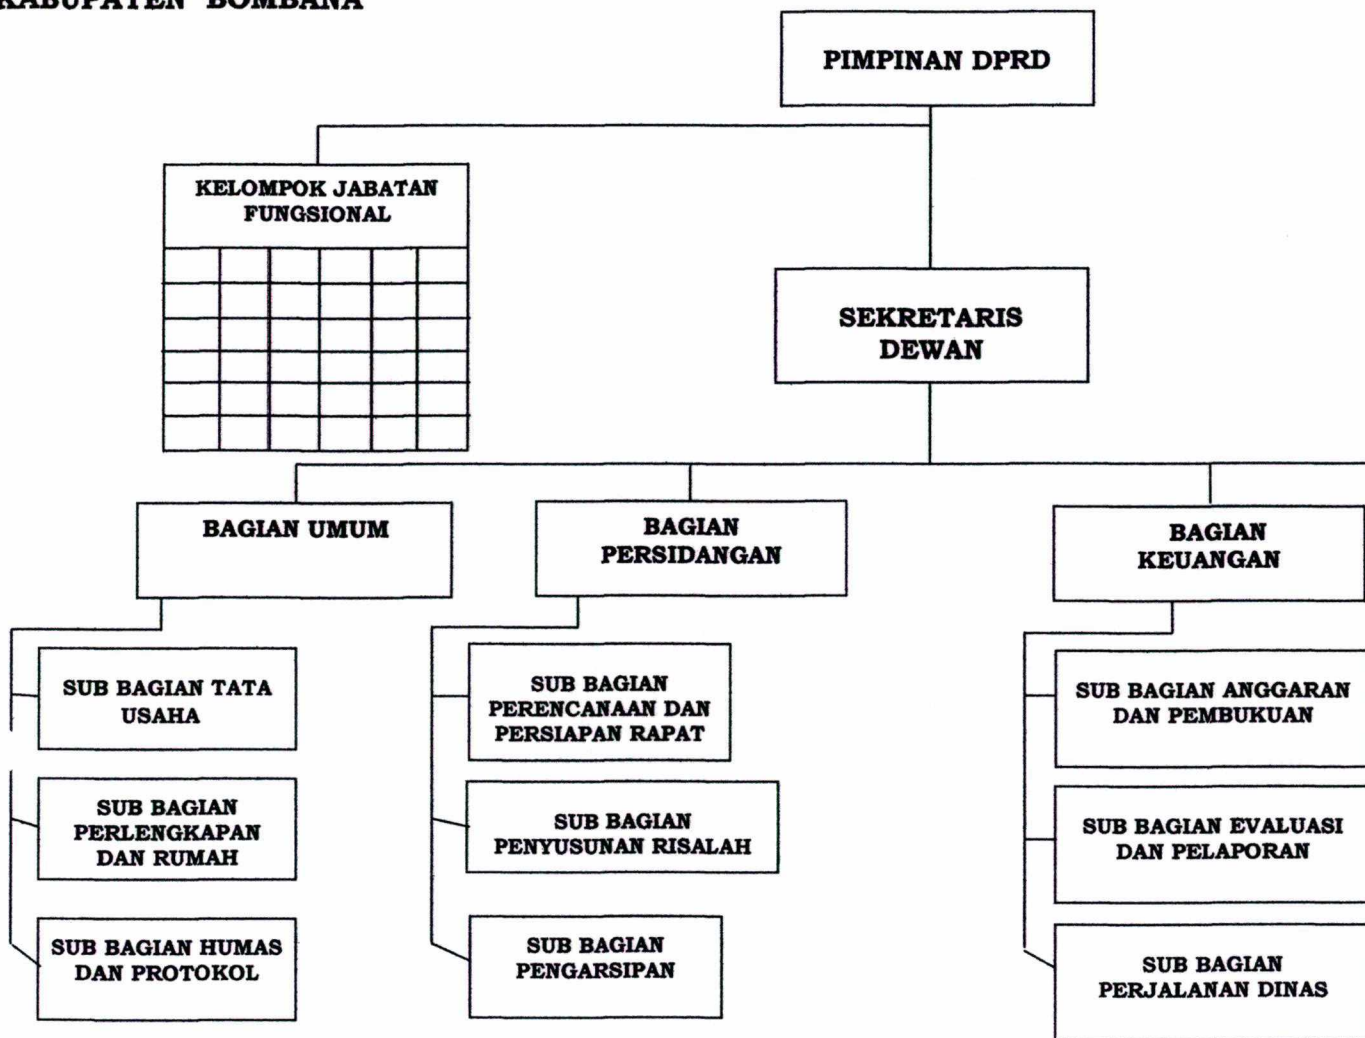 KABUPATEN BOMBANA
PIMPINAN DPRD
KELOMPOK JABATAN
FUNGSIONAL
SEKRETARIS
DEWAN
BAGIAN UMUM
BAGIAN
PERSIDANGAN
BAGIAN
KEUANGAN
SUB BAGIAN TATA
USAHA
SUB BAGIAN
PERLENGKAPAN
DAN RUMAH
SUB BAGIAN HUMAS
DAN PROTOKOL
SUB BAGIAN
PERENCANAAN DAN
PERSIAPAN RAPAT
SUB BAGIAN
PENYUSUNAN RISALAH
SUB BAGIAN
PENGARSIPAN
SUB BAGIAN ANGGARAN
DAN PEMBUKUAN
SUB BAGIAN EVALUASI
DAN PELAPORAN
SUB BAGIAN
PERJALANAN DINAS